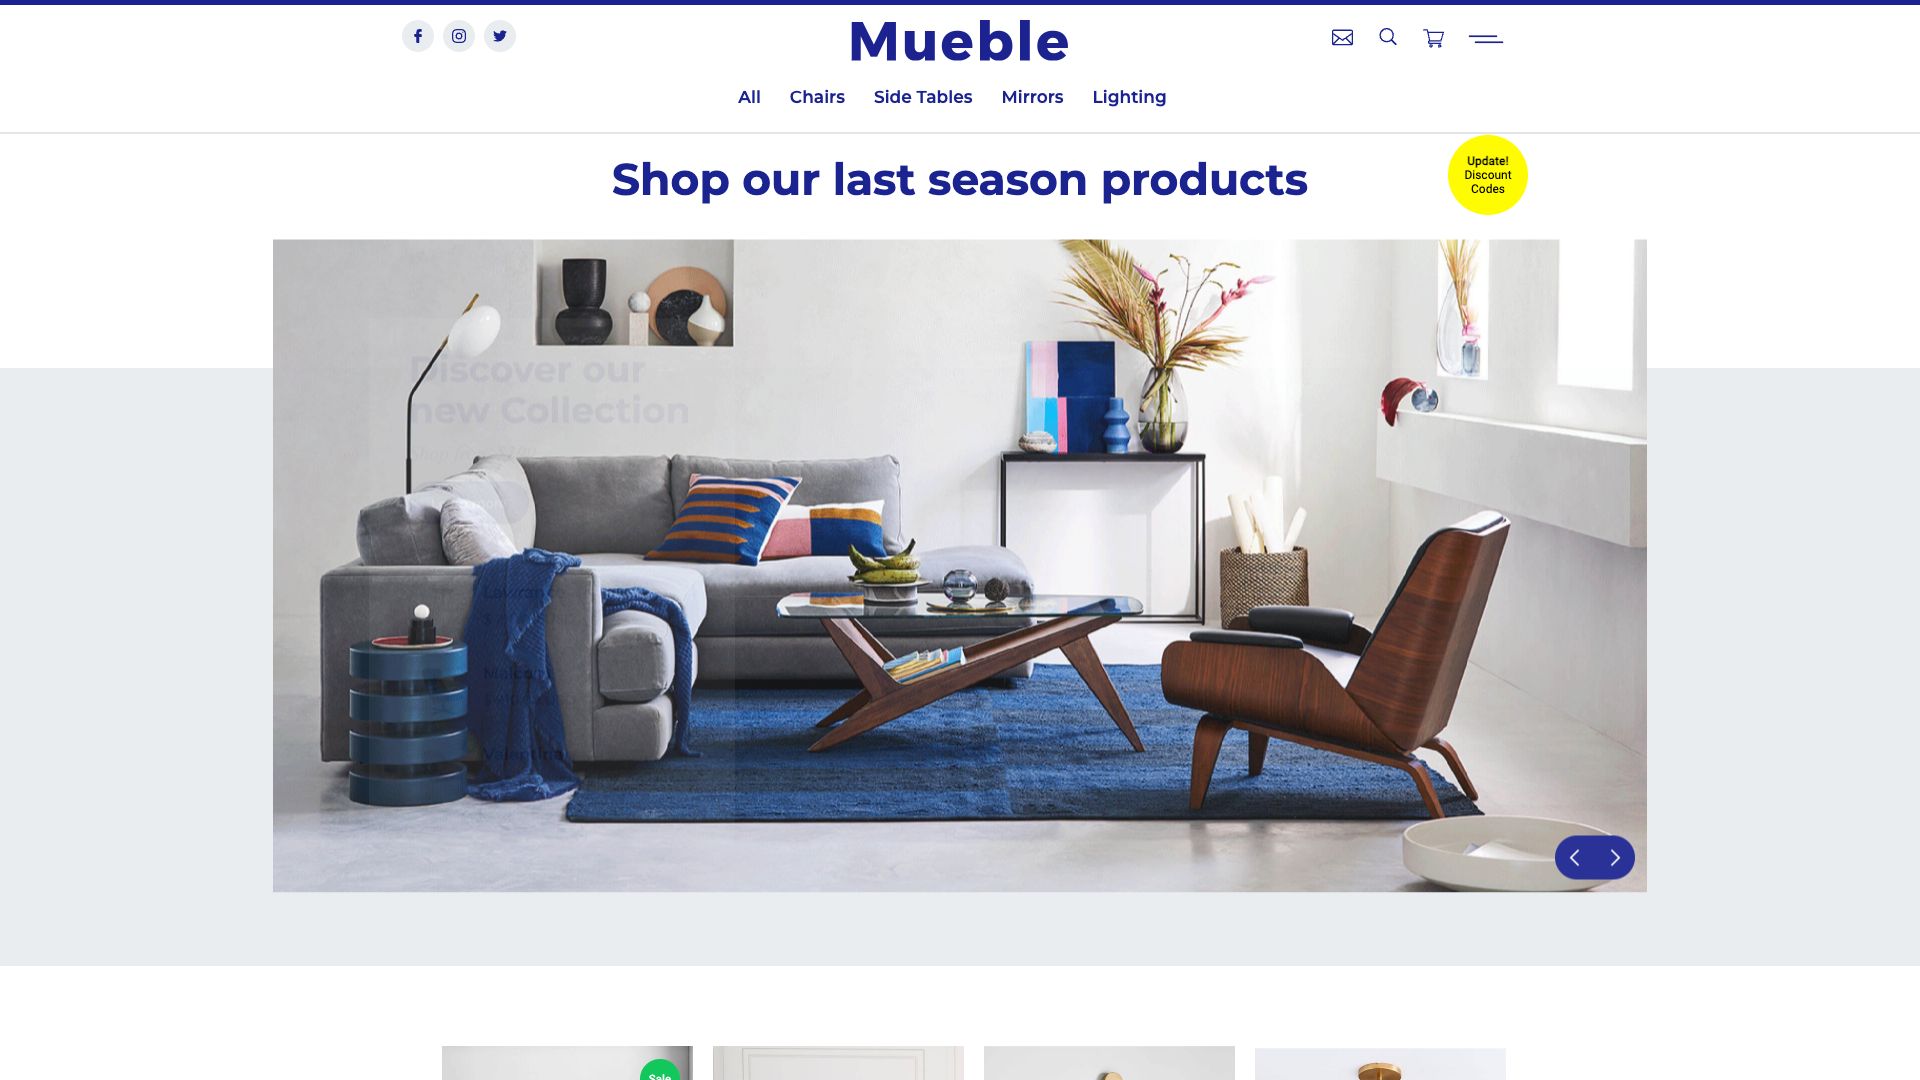 Mueble
All Chairs Side Tables Mirrors Lighting
Shop our last season products
Update!
Discount
Codes
Discover our
new Collection
Valentina
Sale